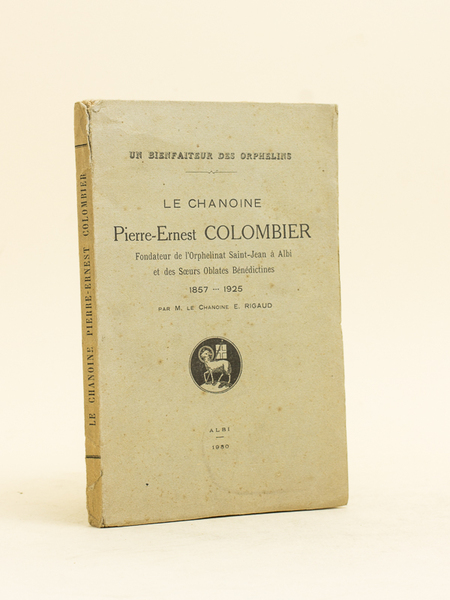 UN BIENFAITEUR DES ORPHELINS
LE CHANOINE
Pierre-Ernest COLOMBIER
Fondateur de l'Orphelinat Saint-Jean à Albi
et des Sœurs Oblates Bénédictines
1857 — 1925
PAR M. LE CHANOINE E. RIGAUD
ALBI
1930
LE CHANOINE PIERRE-ERNEST COLOMBIER